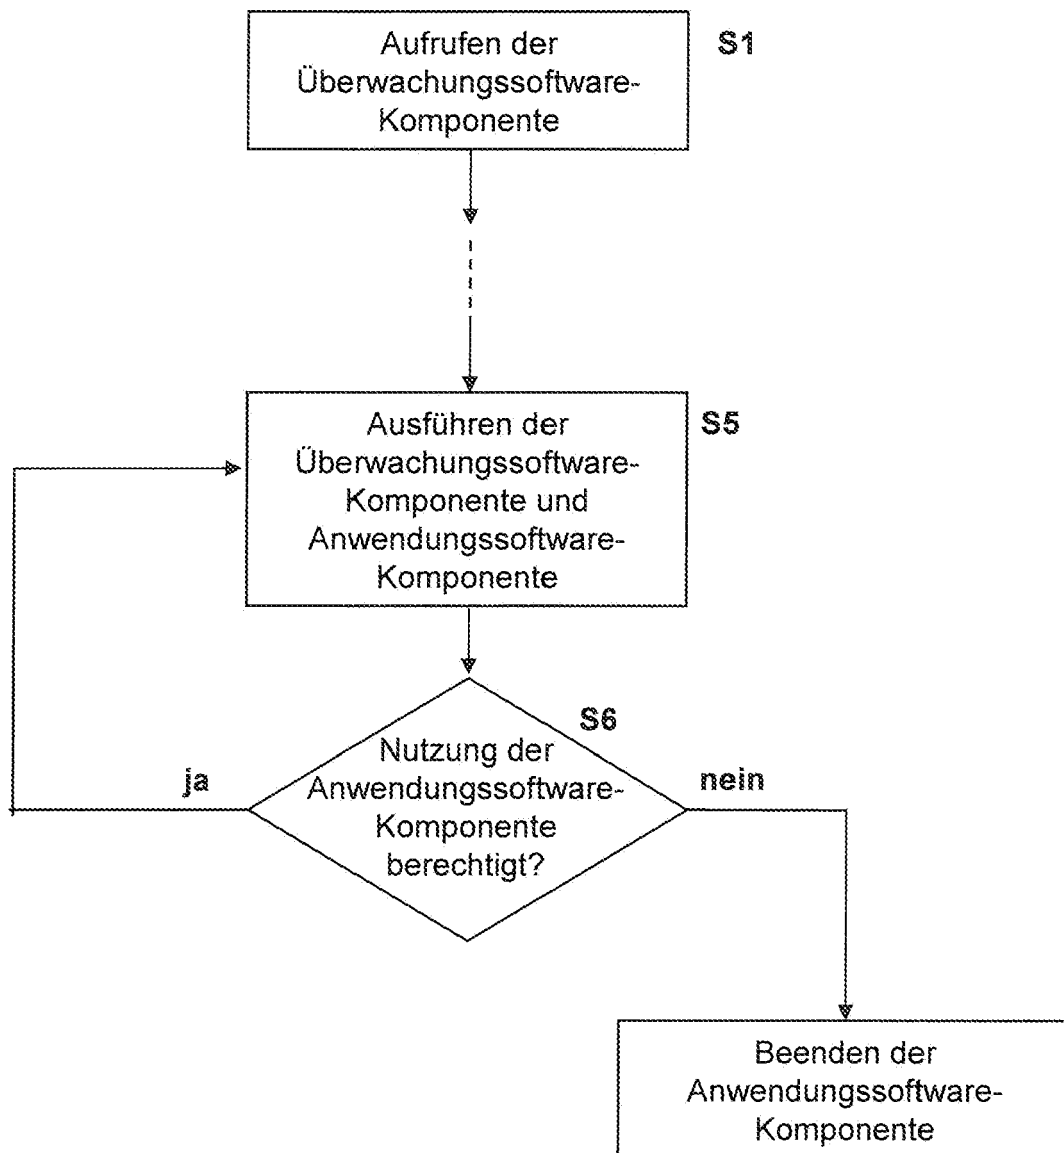 Aufrufen der
Überwachungssoftware-
Komponente
S1
Ausführen der
Überwachungssoftware-
Komponente und
Anwendungssoftware-
Komponente
S5
S6
Nutzung der
Anwendungssoftware-
Komponente
berechtigt?
ja
nein
Beenden der
Anwendungssoftware-
Komponente